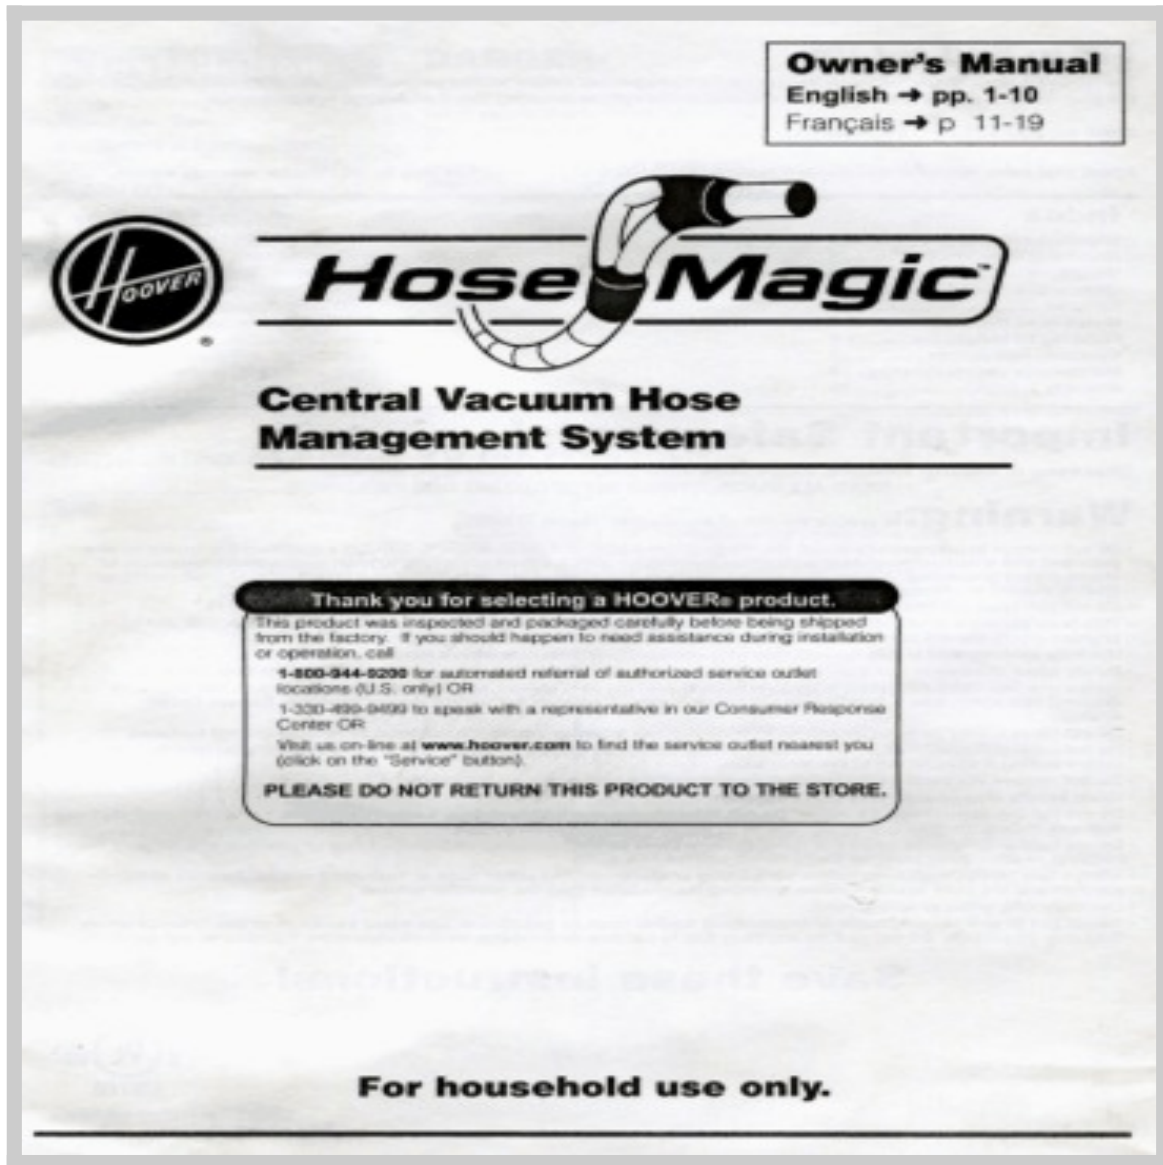 Owner's Manual
English → pp. 1-10
Français → p 11-19
HOOVER
®
Hose Magic™
Central Vacuum Hose
Management System
Thank you for selecting a HOOVER® product.
This product was inspected and packaged carefully before being shipped
from the factory. If you should happen to need assistance during installation
or operation, call
1-800-944-9200 for automated referral of authorized service outlet
locations (U.S. only) OR
1-330-499-9499 to speak with a representative in our Consumer Response
Center OR
Visit us on-line at www.hoover.com to find the service outlet nearest you
(click on the "Service" button).
PLEASE DO NOT RETURN THIS PRODUCT TO THE STORE.
For household use only.